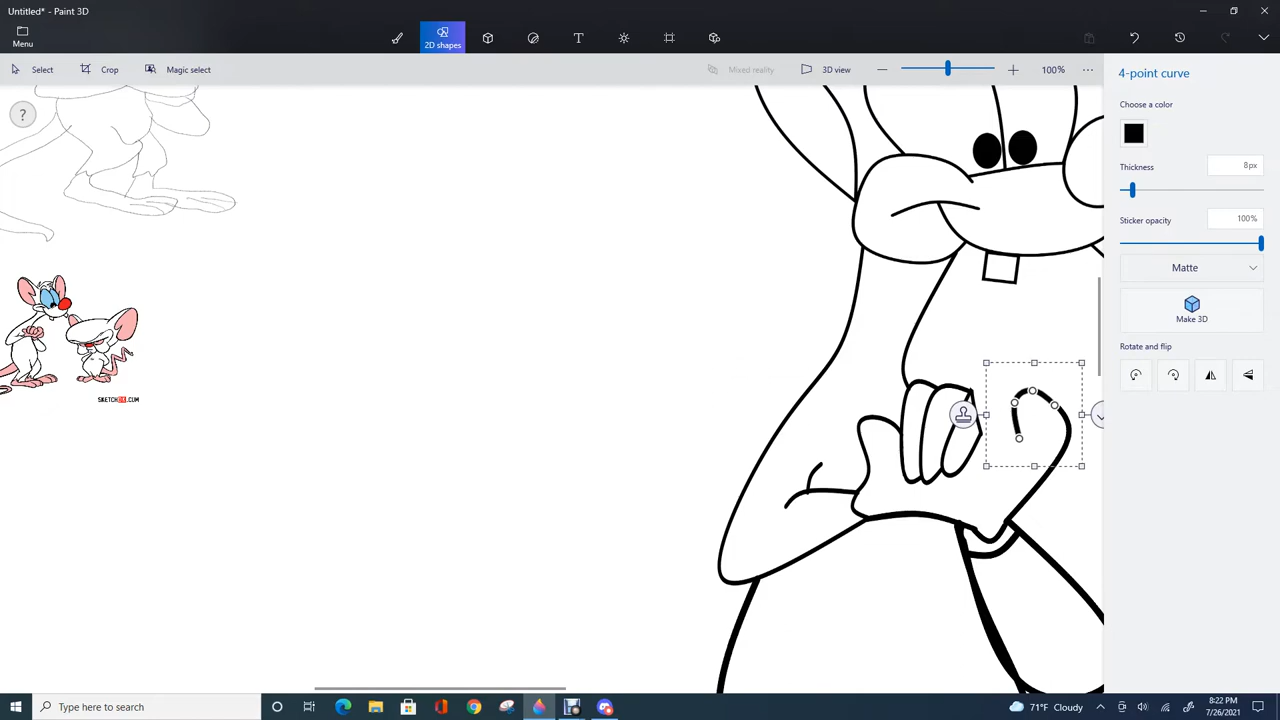 Untitled* - Paint 3D
Menu
2D shapes
Select
Crop
Magic select
Mixed reality
3D view
100%
4-point curve
Choose a color
Thickness
8px
Sticker opacity
100%
Matte
Make 3D
Rotate and flip
?
SKETCHOK.COM
Type here to search
71°F Cloudy
8:22 PM
7/26/2021